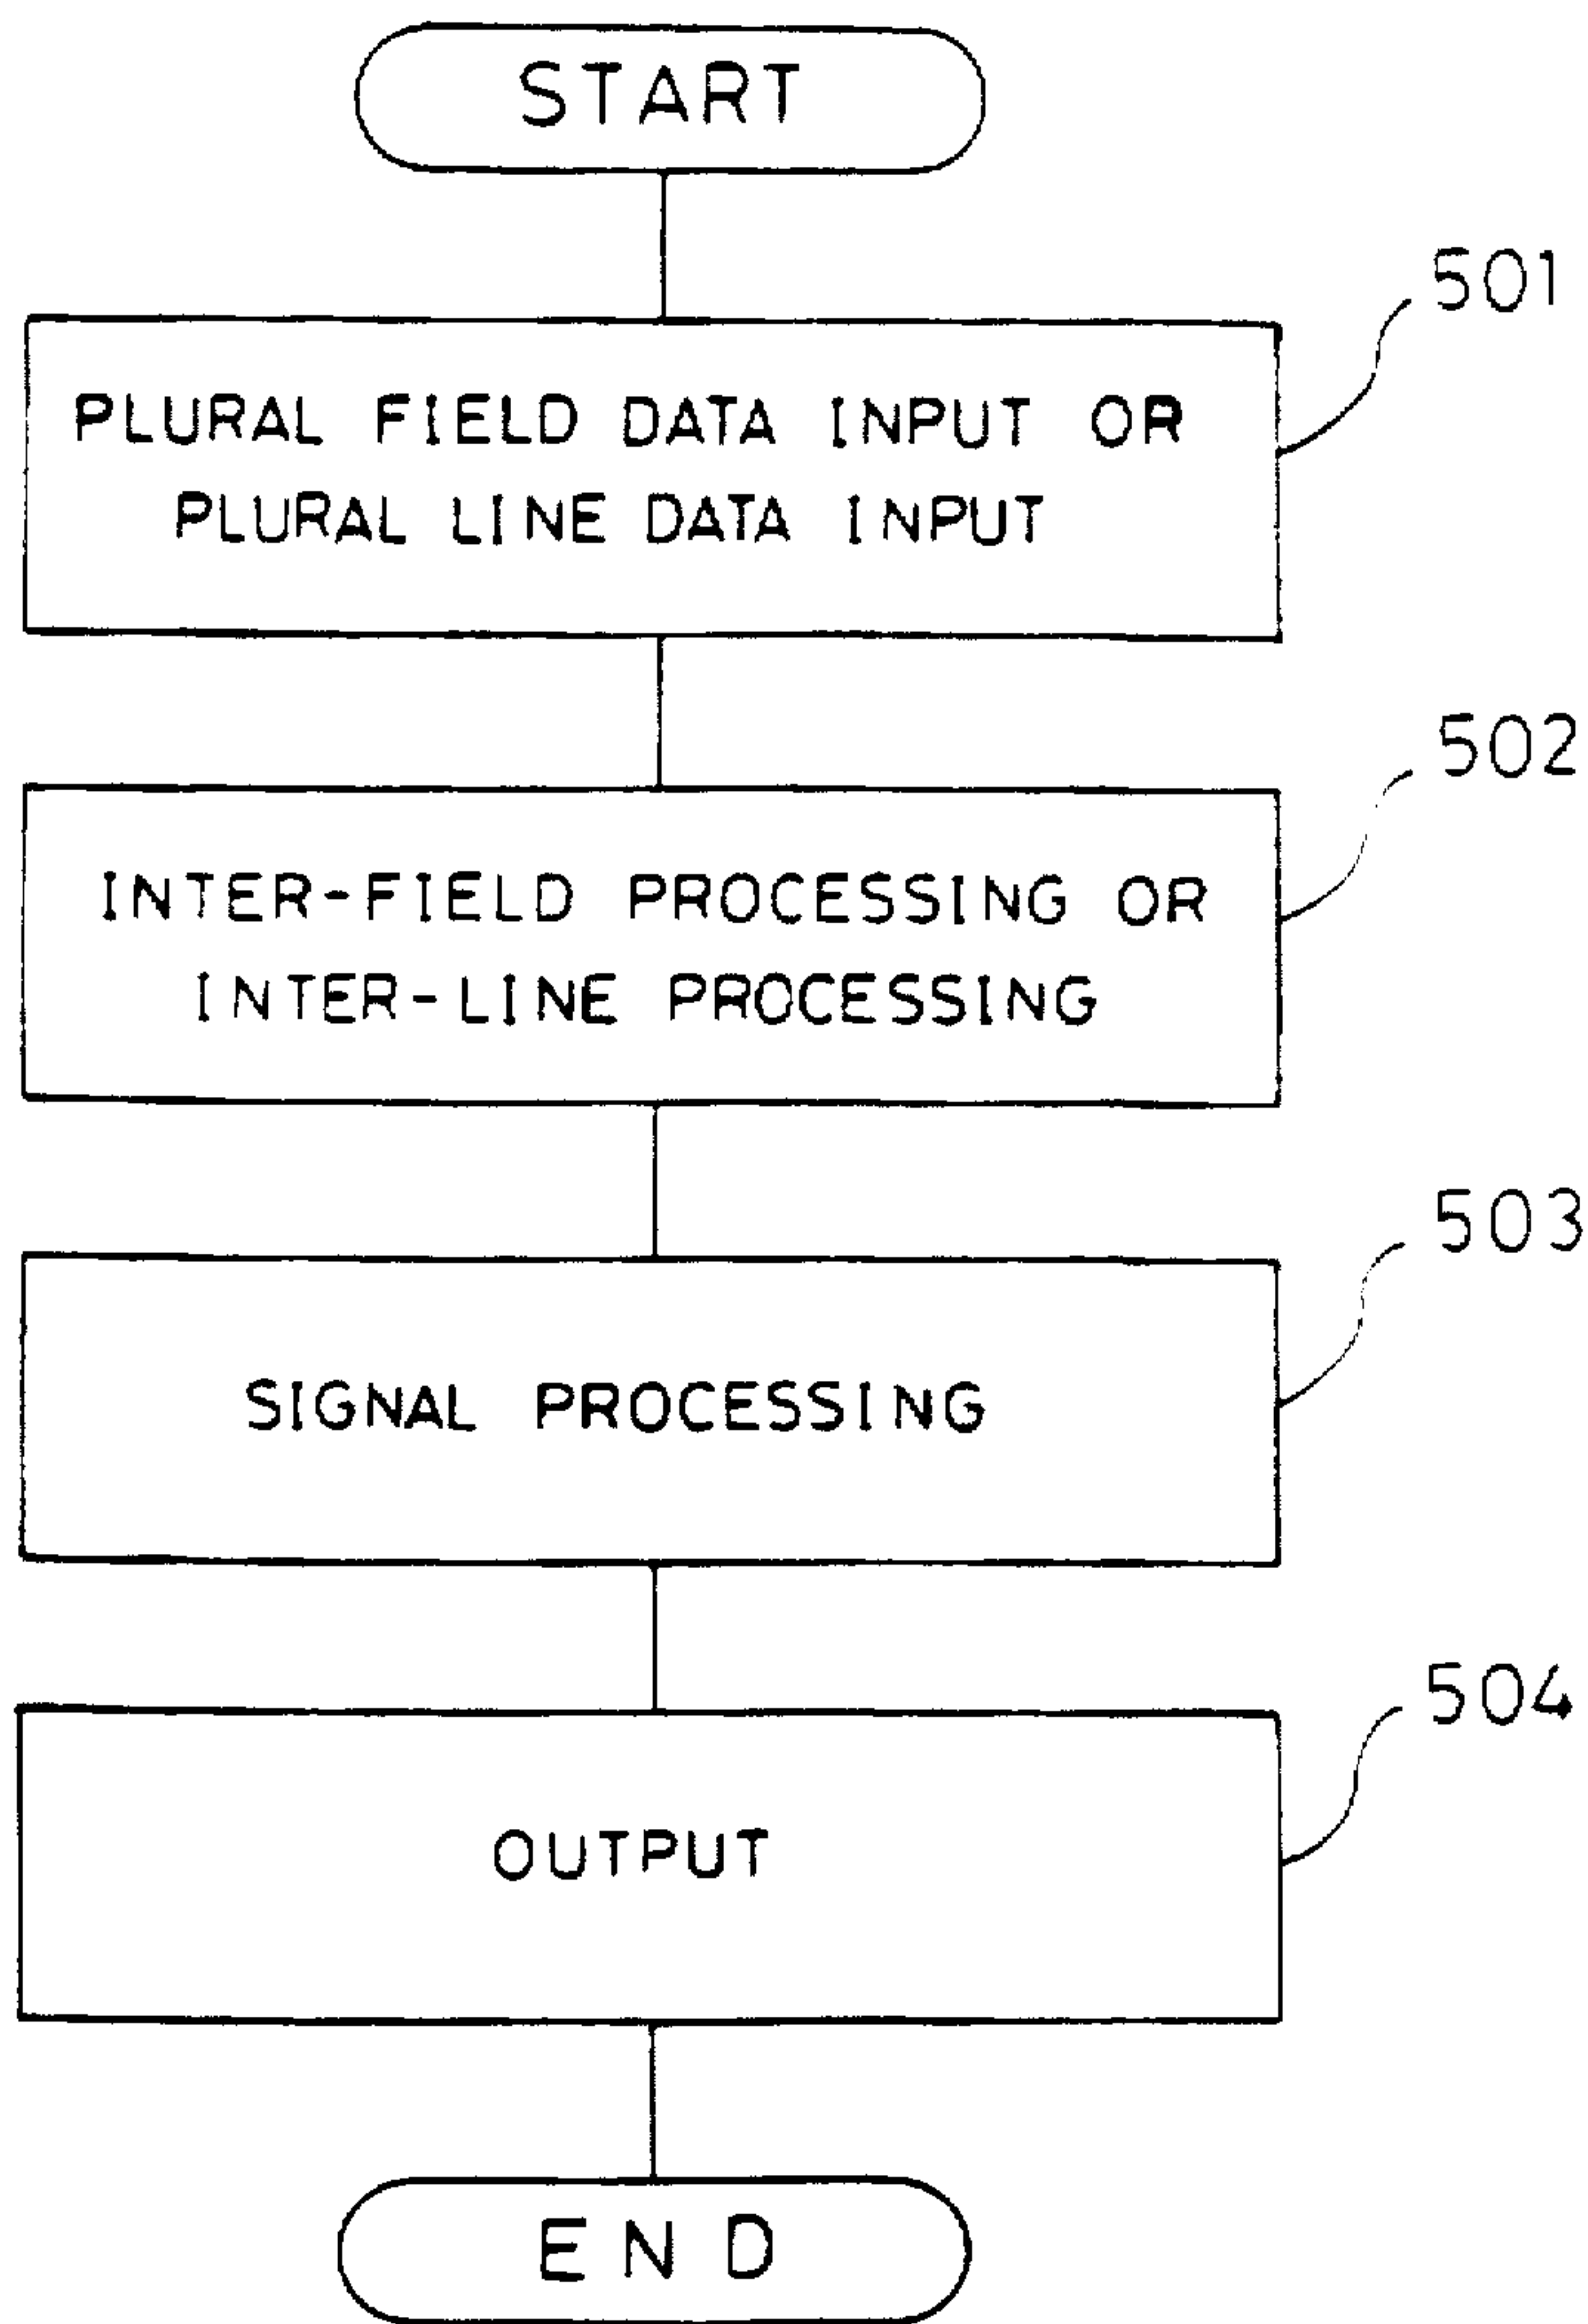 START
501
PLURAL FIELD DATA INPUT OR
PLURAL LINE DATA INPUT
502
INTER-FIELD PROCESSING OR
INTER-LINE PROCESSING
503
SIGNAL PROCESSING
504
OUTPUT
END